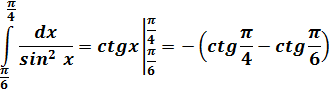 ∫_{π/6}^{π/4} dx/sin² x = ctgx |_{π/6}^{π/4} = −(ctg π/4 − ctg π/6)